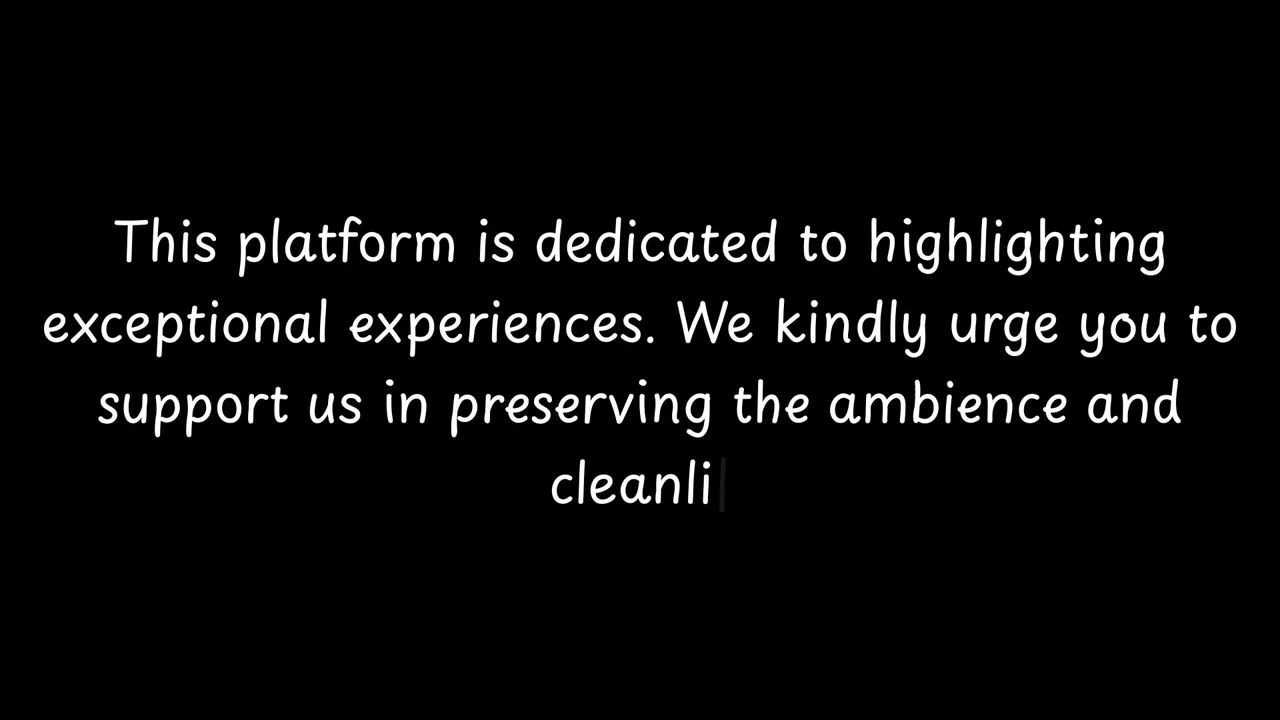 This platform is dedicated to highlighting
exceptional experiences. We kindly urge you to
support us in preserving the ambience and
cleanli